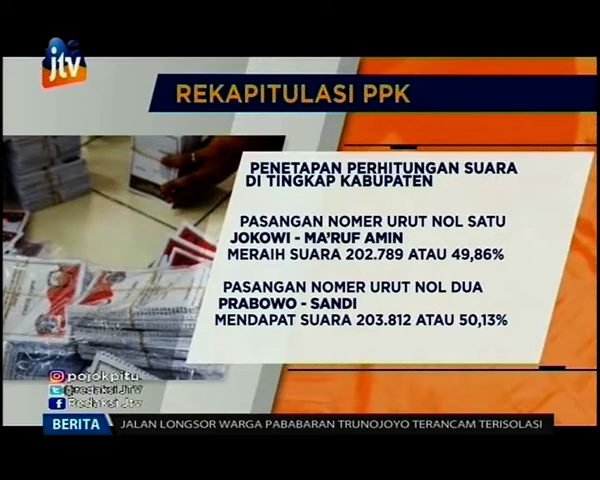 jtv
REKAPITULASI PPK
PENETAPAN PERHITUNGAN SUARA
DI TINGKAP KABUPATEN
PASANGAN NOMER URUT NOL SATU
JOKOWI - MA'RUF AMIN
MERAIH SUARA 202.789 ATAU 49,86%
PASANGAN NOMER URUT NOL DUA
PRABOWO - SANDI
MENDAPAT SUARA 203.812 ATAU 50,13%
pojokpitu
@redaksiJTV
Redaksi Jtv
BERITA
JALAN LONGSOR WARGA PABABARAN TRUNOJOYO TERANCAM TERISOLASI